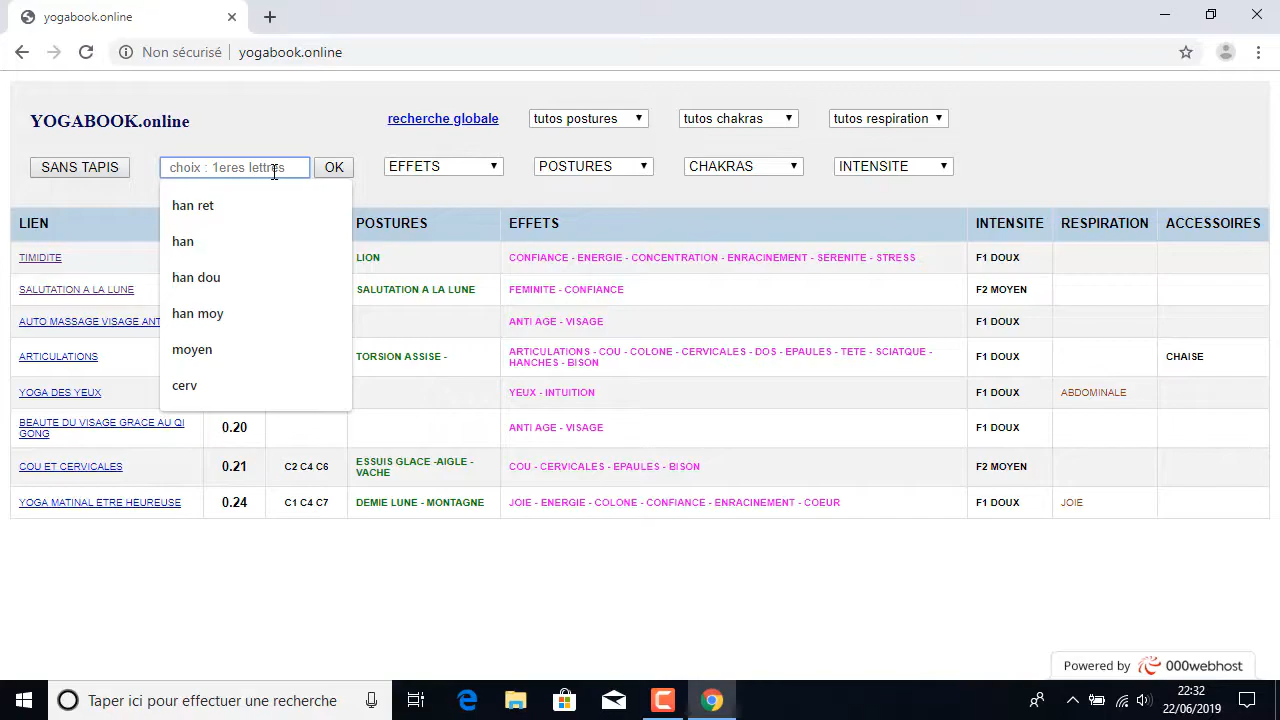 yogabook.online
Non sécurisé
yogabook.online
YOGABOOK.online
recherche globale
tutos postures
tutos chakras
tutos respiration
SANS TAPIS
choix : 1eres lettres
OK
EFFETS
POSTURES
CHAKRAS
INTENSITE
han ret
han
han dou
han moy
moyen
cerv
LIEN POSTURES EFFETS INTENSITE RESPIRATION ACCESSOIRES
TIMIDITE LION CONFIANCE - ENERGIE - CONCENTRATION - ENRACINEMENT - SERENITE - STRESS F1 DOUX
SALUTATION A LA LUNE SALUTATION A LA LUNE FEMINITE - CONFIANCE F2 MOYEN
AUTO MASSAGE VISAGE ANT ANTI AGE - VISAGE F1 DOUX
ARTICULATIONS TORSION ASSISE - ARTICULATIONS - COU - COLONE - CERVICALES - DOS - EPAULES - TETE - SCIATQUE - F1 DOUX CHAISE
HANCHES - BISON
YOGA DES YEUX YEUX - INTUITION F1 DOUX ABDOMINALE
BEAUTE DU VISAGE GRACE AU QI 0.20 ANTI AGE - VISAGE F1 DOUX
GONG
COU ET CERVICALES 0.21 C2 C4 C6 ESSUIS GLACE -AIGLE - COU - CERVICALES - EPAULES - BISON F2 MOYEN
VACHE
YOGA MATINAL ETRE HEUREUSE 0.24 C1 C4 C7 DEMIE LUNE - MONTAGNE JOIE - ENERGIE - COLONE - CONFIANCE - ENRACINEMENT - COEUR F1 DOUX JOIE
Powered by 000webhost
Taper ici pour effectuer une recherche
22:32
22/06/2019